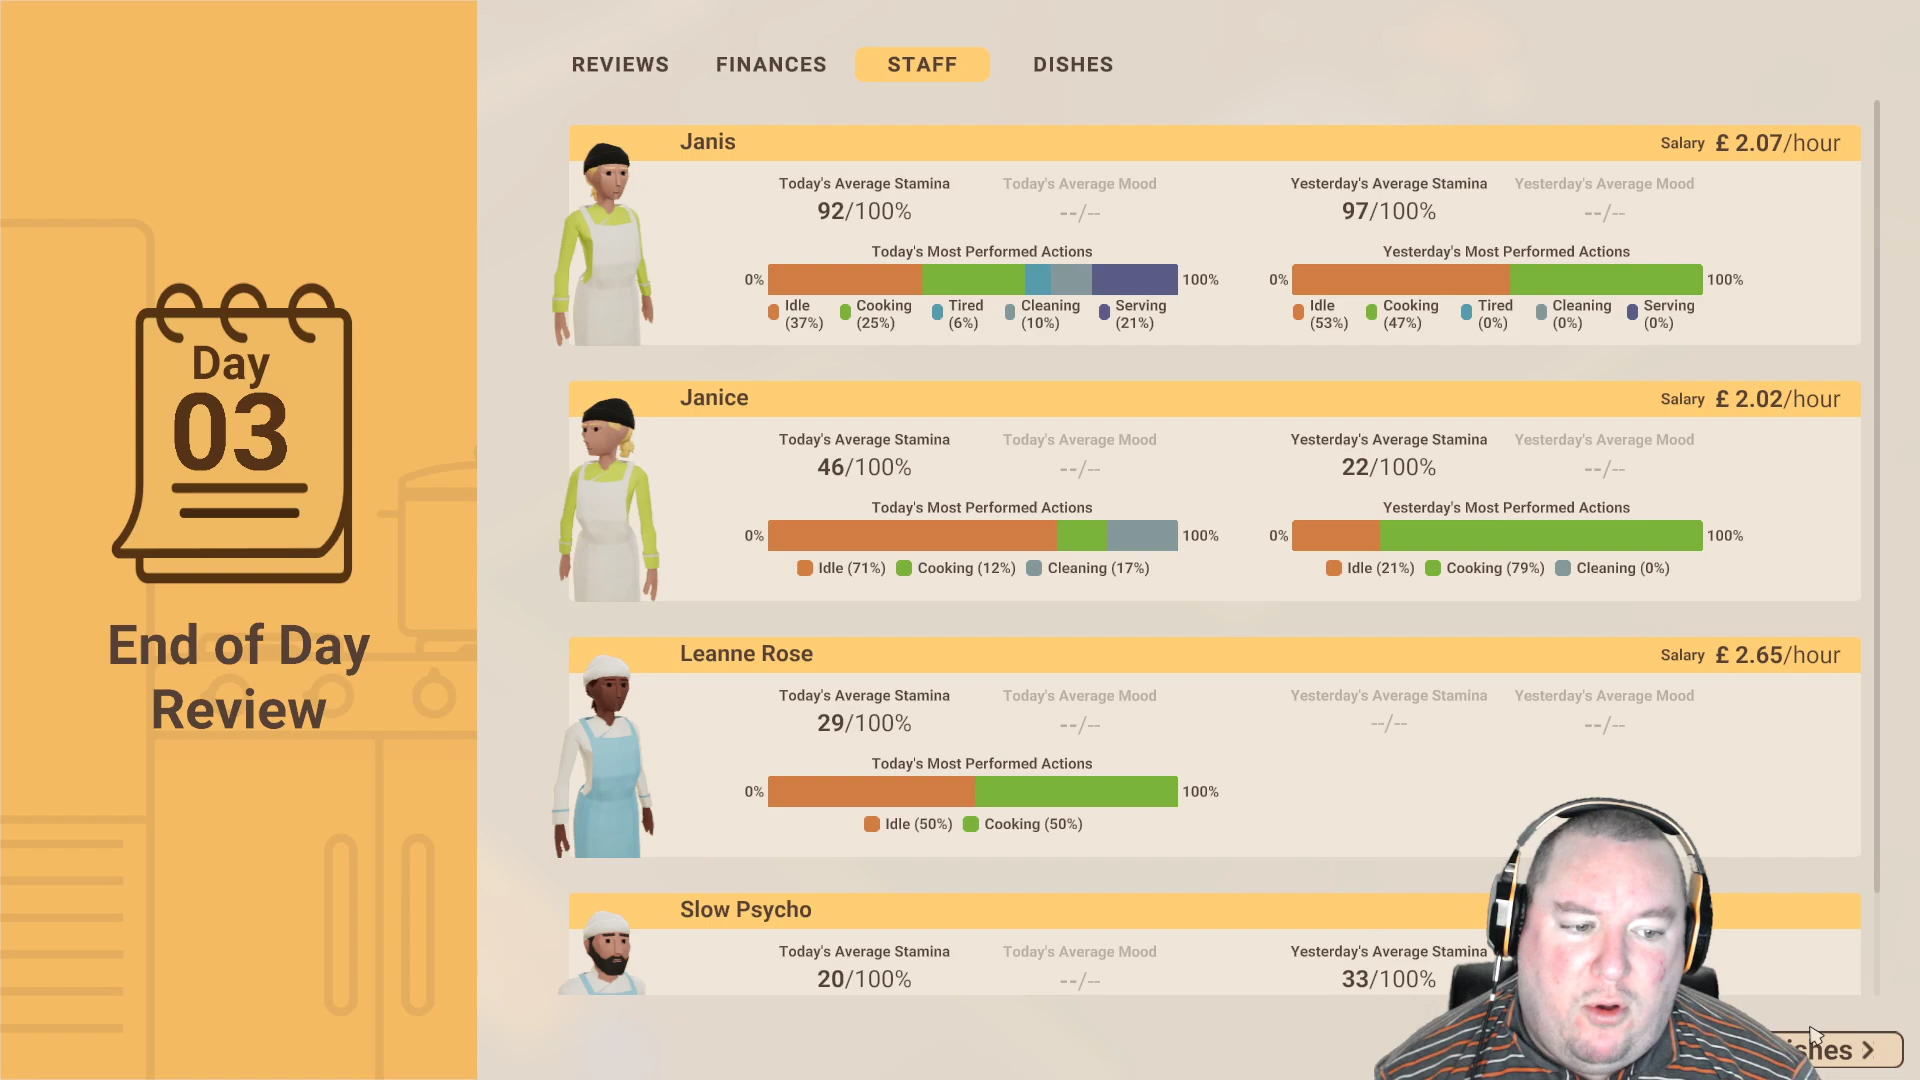 REVIEWS FINANCES STAFF DISHES
Day
03
End of Day
Review
Janis Salary £ 2.07/hour
Today's Average Stamina Today's Average Mood Yesterday's Average Stamina Yesterday's Average Mood
92/100% --/-- 97/100% --/--
Today's Most Performed Actions Yesterday's Most Performed Actions
0% 100% 0% 100%
Idle Cooking Tired Cleaning Serving Idle Cooking Tired Cleaning Serving
(37%) (25%) (6%) (10%) (21%) (53%) (47%) (0%) (0%) (0%)
Janice Salary £ 2.02/hour
Today's Average Stamina Today's Average Mood Yesterday's Average Stamina Yesterday's Average Mood
46/100% --/-- 22/100% --/--
Today's Most Performed Actions Yesterday's Most Performed Actions
0% 100% 0% 100%
Idle (71%) Cooking (12%) Cleaning (17%) Idle (21%) Cooking (79%) Cleaning (0%)
Leanne Rose Salary £ 2.65/hour
Today's Average Stamina Today's Average Mood Yesterday's Average Stamina Yesterday's Average Mood
29/100% --/-- --/-- --/--
Today's Most Performed Actions
0% 100%
Idle (50%) Cooking (50%)
Slow Psycho
Today's Average Stamina Today's Average Mood Yesterday's Average Stamina
20/100% --/-- 33/100%